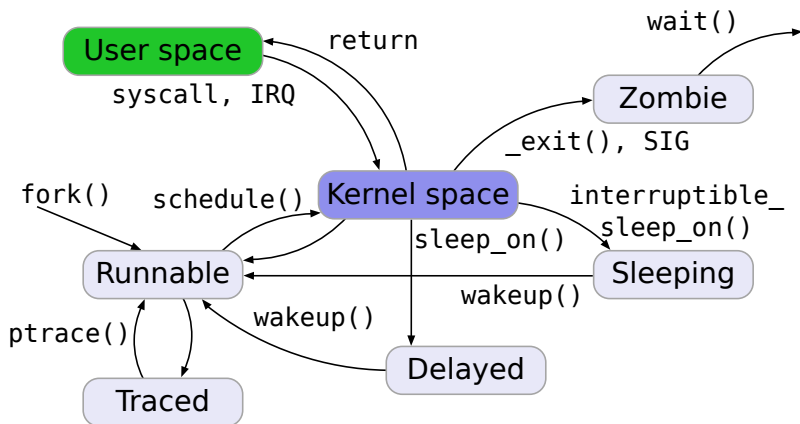 wait()
User space
return
syscall, IRQ
Zombie
_exit(), SIG
fork()
schedule()
Kernel space
interruptible_
sleep_on()
sleep_on()
Runnable
Sleeping
wakeup()
wakeup()
ptrace()
Delayed
Traced